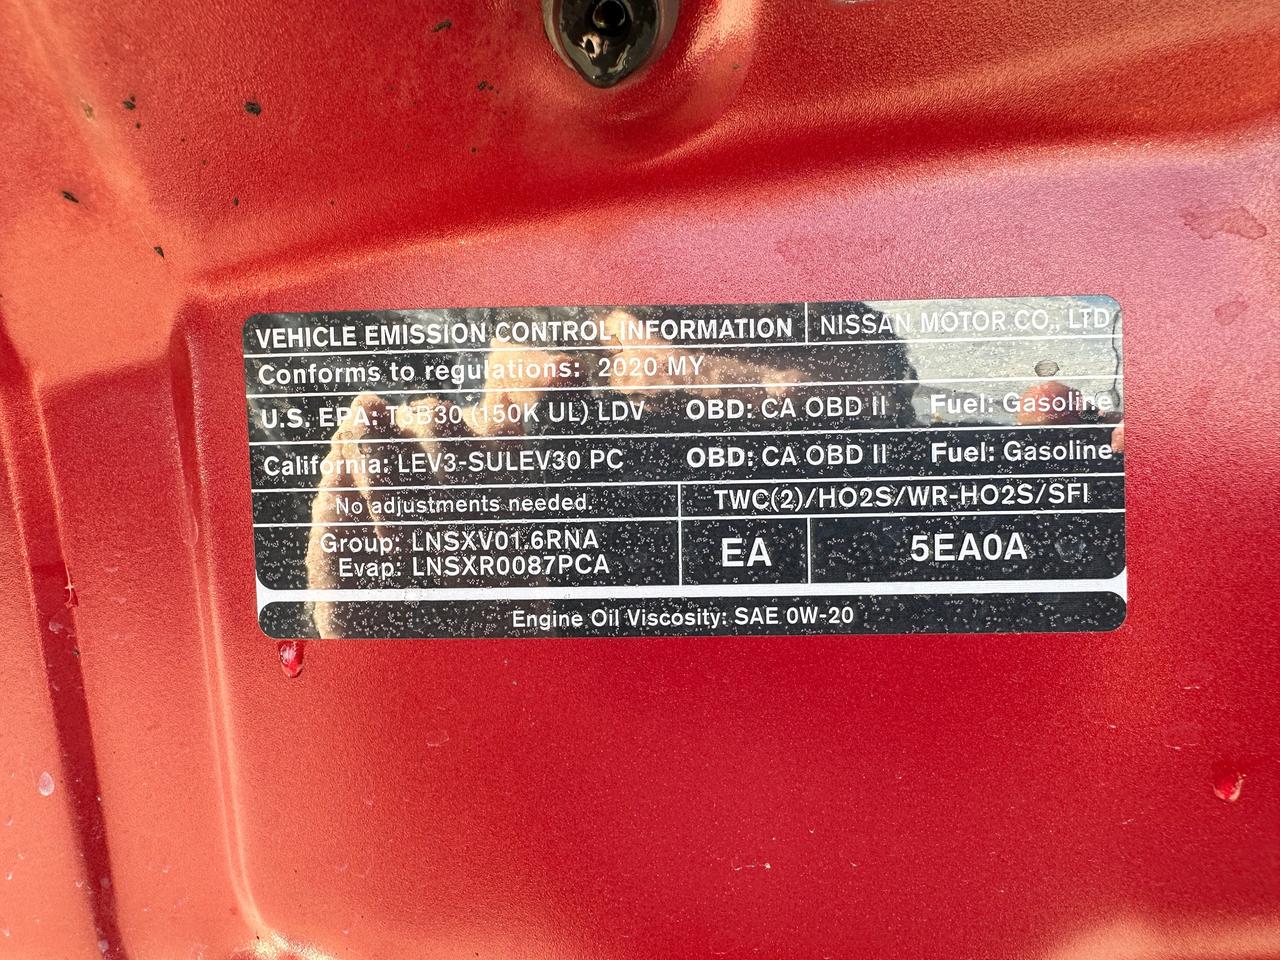 VEHICLE EMISSION CONTROL INFORMATION NISSAN MOTOR CO., LTD
Conforms to regulations: 2020 MY
U.S. EPA: T3B30 (150K UL) LDV OBD: CA OBD II Fuel: Gasoline
California: LEV3-SULEV30 PC OBD: CA OBD II Fuel: Gasoline
No adjustments needed. TWC(2)/HO2S/WR-HO2S/SFI
Group: LNSXV01.6RNA
Evap: LNSXR0087PCA
EA 5EA0A
Engine Oil Viscosity: SAE 0W-20